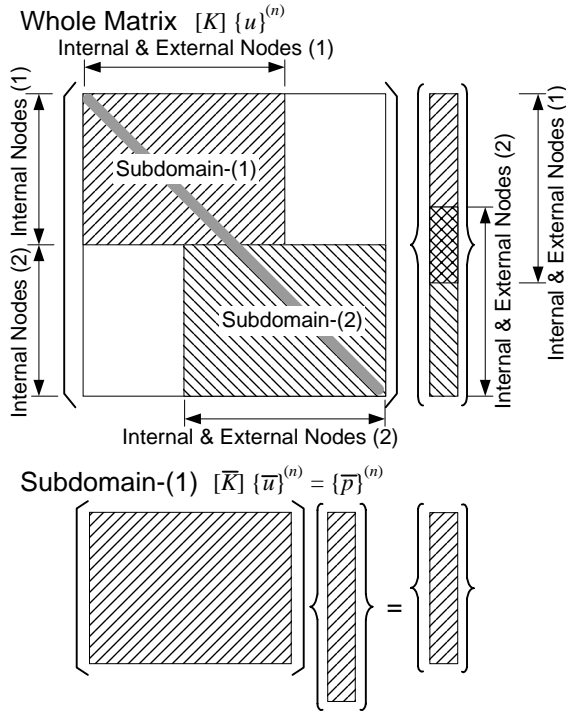 Whole Matrix [K] {u}^(n)
Internal & External Nodes (1)
Internal Nodes (1)
Internal Nodes (2)
Subdomain-(1)
Subdomain-(2)
Internal & External Nodes (2)
Internal & External Nodes (2)
Internal & External Nodes (1)
Subdomain-(1) [K̅] {u̅}^(n) = {p̅}^(n)
=